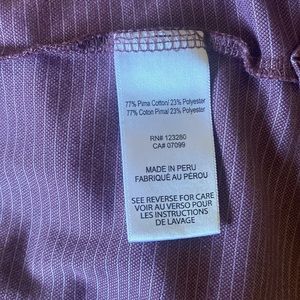 77% Pima Cotton/ 23% Polyester
77% Coton Pima/ 23% Polyester
RN# 123280
CA# 07099
MADE IN PERU
FABRIQUÉ AU PÉROU
SEE REVERSE FOR CARE
VOIR AU VERSO POUR
LES INSTRUCTIONS
DE LAVAGE